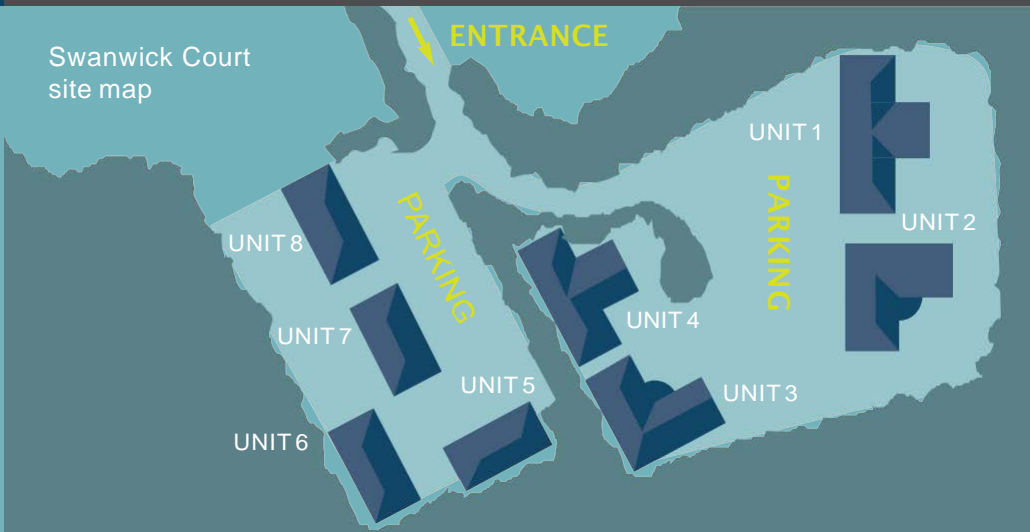 Swanwick Court
site map
ENTRANCE
UNIT 1
PARKING
UNIT 2
PARKING
UNIT 8
UNIT 7
UNIT 4
UNIT 5
UNIT 3
UNIT 6